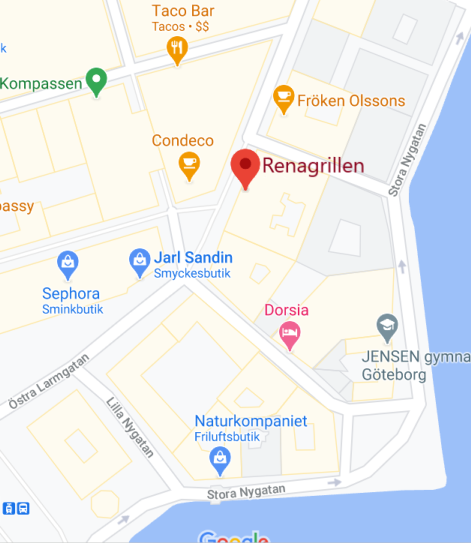 Taco Bar
Tacos • $$
k
Kompassen
Fröken Olssons
Condeco
Stora Nygatan
Renagrillen
passy
Jarl Sandin
Smyckesbutik
Sephora
Sminkbutik
Dorsia
JENSEN gymna
Göteborg
Östra Larmgatan
Lilla Nygatan
Naturkompaniet
Friluftsbutik
Stora Nygatan
Google